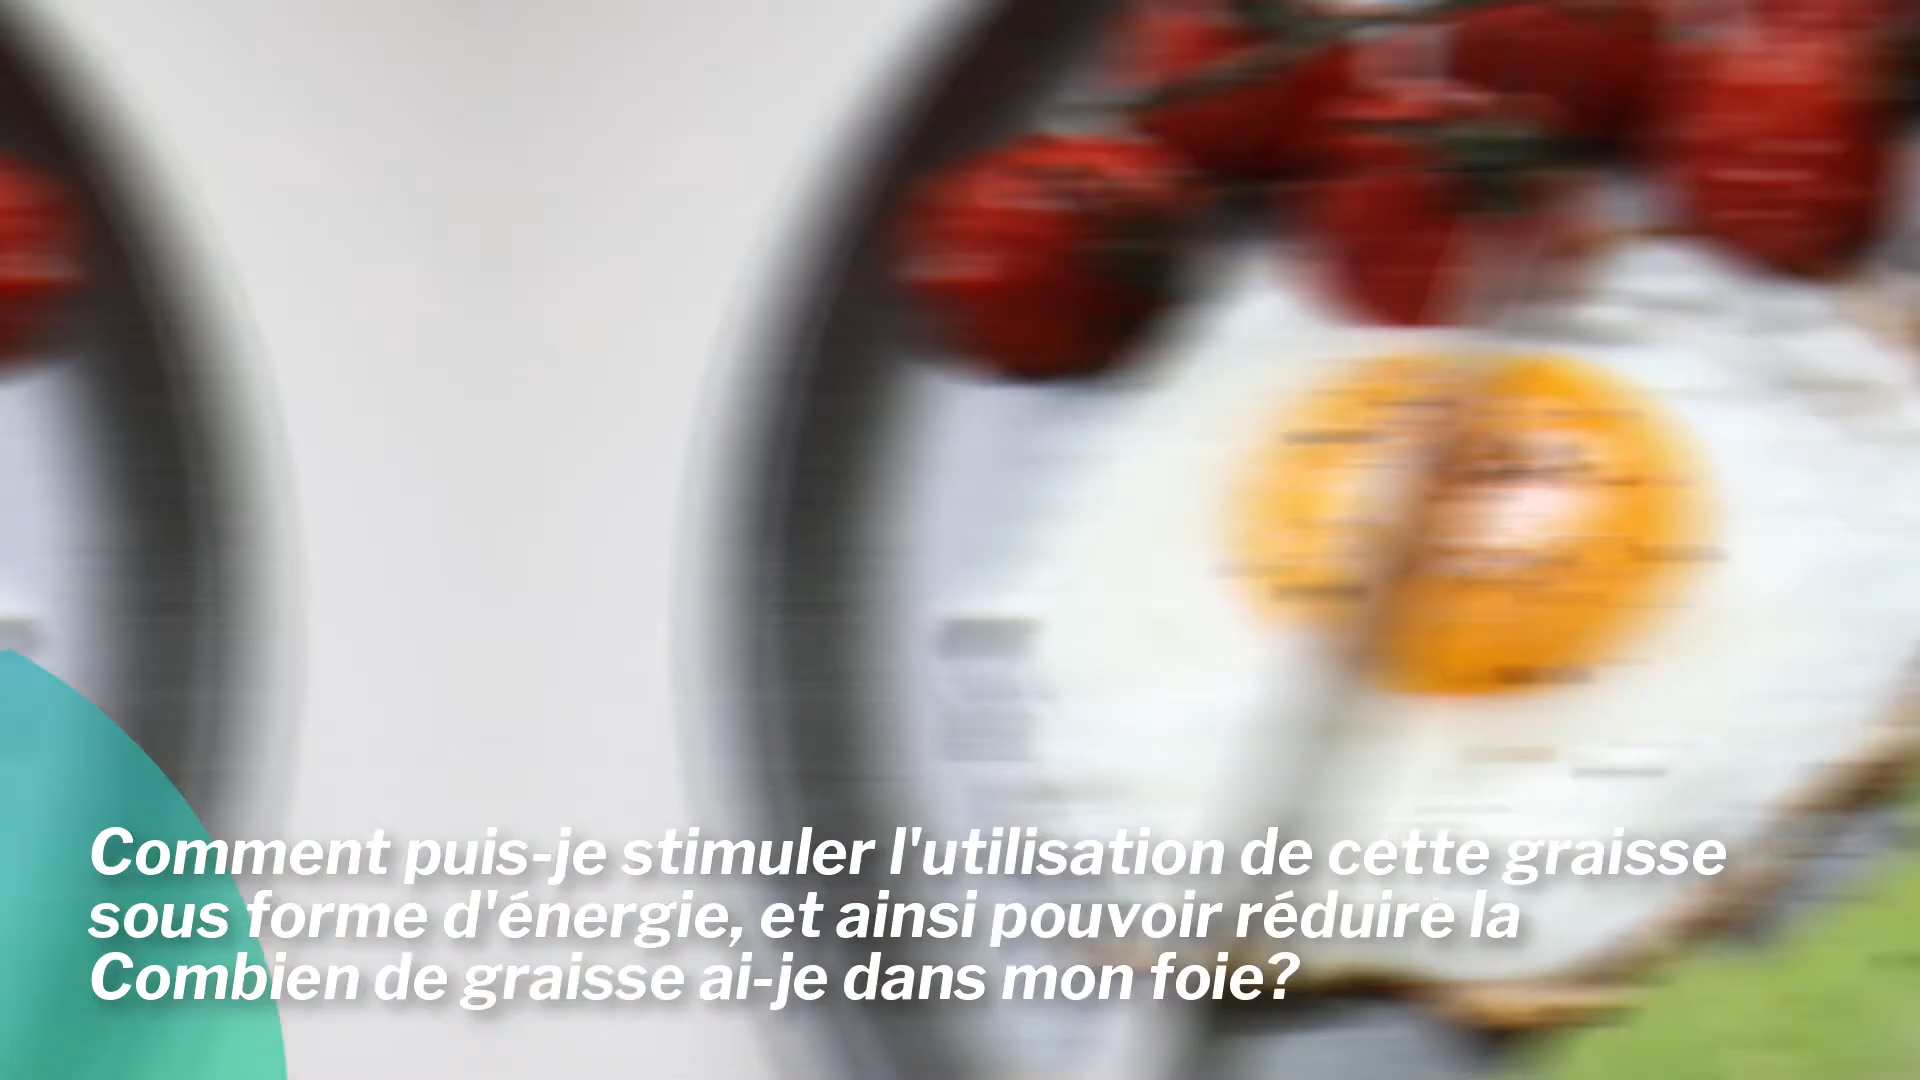 Comment puis-je stimuler l'utilisation de cette graisse
sous forme d'énergie, et ainsi pouvoir réduire la
Combien de graisse ai-je dans mon foie?